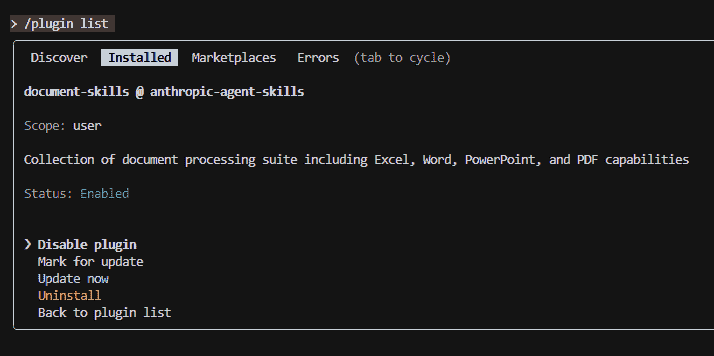 > /plugin list
Discover Installed Marketplaces Errors (tab to cycle)
document-skills @ anthropic-agent-skills
Scope: user
Collection of document processing suite including Excel, Word, PowerPoint, and PDF capabilities
Status: Enabled
❯ Disable plugin
Mark for update
Update now
Uninstall
Back to plugin list